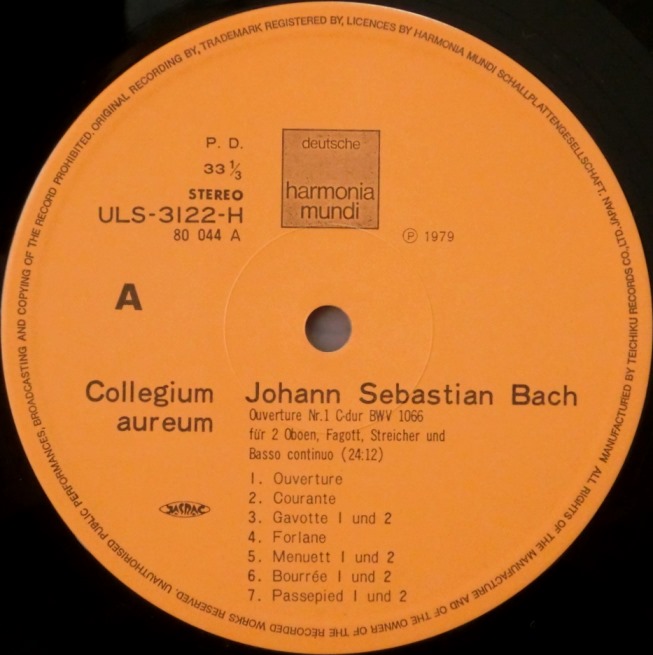 ALL RIGHTS OF THE MANUFACTURE AND OF THE OWNER OF THE RECORDED WORKS RESERVED. UNAUTHORISED PUBLIC PERFORMANCES, BROADCASTING AND COPYING OF THE RECORD PROHIBITED. ORIGINAL RECORDING BY, TRADEMARK REGISTERED BY, LICENCES BY HARMONIA MUNDI SCHALLPLATTENGESELLSCHAFT, JAPAN. MANUFACTURED BY TEICHIKU RECORDS CO., LTD.
P. D.
33 1/3
STEREO
ULS-3122-H
80 044 A
deutsche
harmonia
mundi
Ⓟ 1979
A
Collegium
aureum
Johann Sebastian Bach
Ouverture Nr.1 C-dur BWV 1066
für 2 Oboen, Fagott, Streicher und
Basso continuo (24:12)
1. Ouverture
2. Courante
3. Gavotte 1 und 2
4. Forlane
5. Menuett 1 und 2
6. Bourrée 1 und 2
7. Passepied 1 und 2
JASRAC